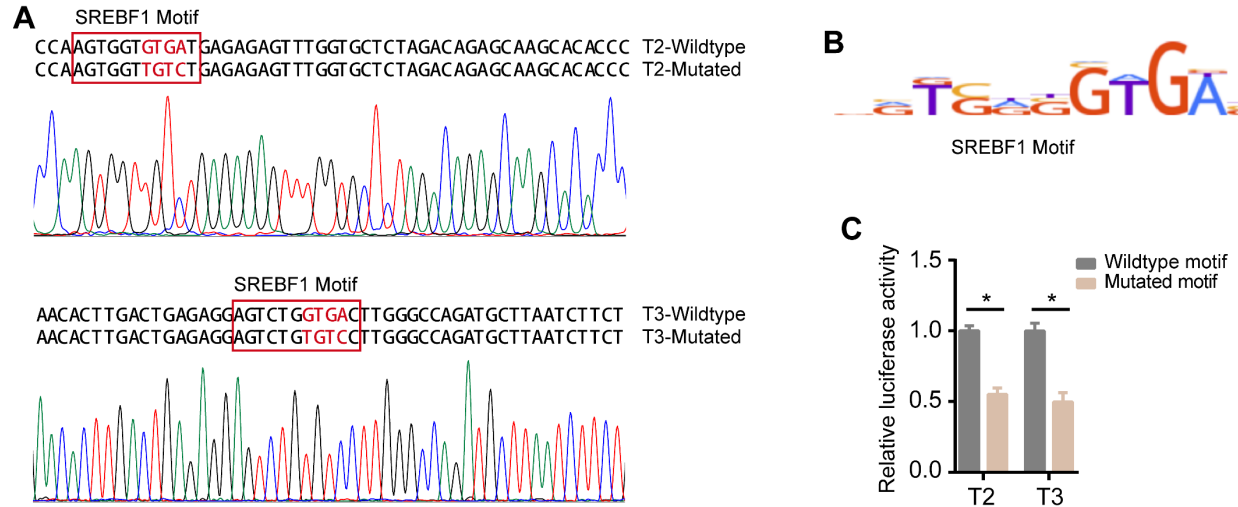 A
SREBF1 Motif
CCAAGTGGTGTGATGAGAGAGTTTGGTGCTCTAGACAGAGCAAGCACACCC T2-Wildtype
CCAAGTGGTTGTCTGAGAGAGTTTGGTGCTCTAGACAGAGCAAGCACACCC T2-Mutated
SREBF1 Motif
AACACTTGACTGAGAGGAGTCTGGTGACTTGGGCCAGATGCTTAATCTTCT T3-Wildtype
AACACTTGACTGAGAGGAGTCTGTGTCCTTGGGCCAGATGCTTAATCTTCT T3-Mutated
B
GTGA
SREBF1 Motif
C
Relative luciferase activity
1.5
1.0
0.5
0.0
* *
T2 T3
Wildtype motif
Mutated motif